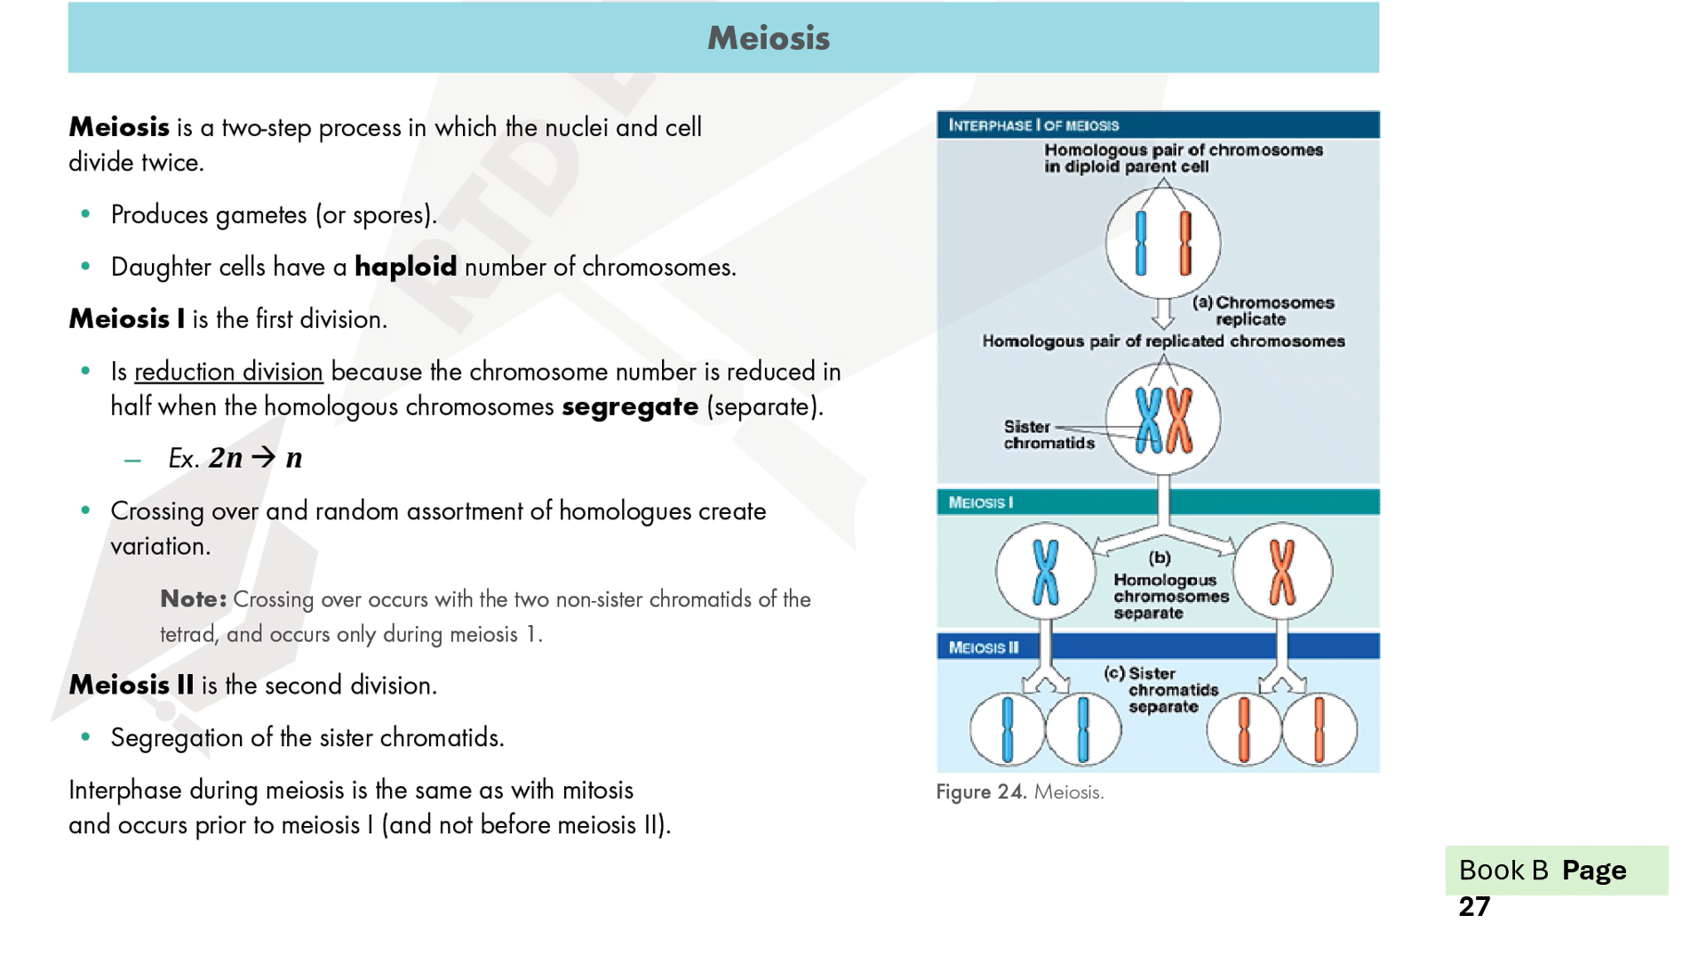 Meiosis
Meiosis is a two-step process in which the nuclei and cell
divide twice.
• Produces gametes (or spores).
• Daughter cells have a haploid number of chromosomes.
Meiosis I is the first division.
• Is reduction division because the chromosome number is reduced in
half when the homologous chromosomes segregate (separate).
– Ex. 2n → n
• Crossing over and random assortment of homologues create
variation.
Note: Crossing over occurs with the two non-sister chromatids of the
tetrad, and occurs only during meiosis 1.
Meiosis II is the second division.
• Segregation of the sister chromatids.
Interphase during meiosis is the same as with mitosis
and occurs prior to meiosis I (and not before meiosis II).
INTERPHASE I OF MEIOSIS
Homologous pair of chromosomes
in diploid parent cell
(a) Chromosomes
replicate
Homologous pair of replicated chromosomes
Sister
chromatids
MEIOSIS I
(b)
Homologous
chromosomes
separate
MEIOSIS II
(c) Sister
chromatids
separate
Figure 24. Meiosis.
Book B Page
27
RTD